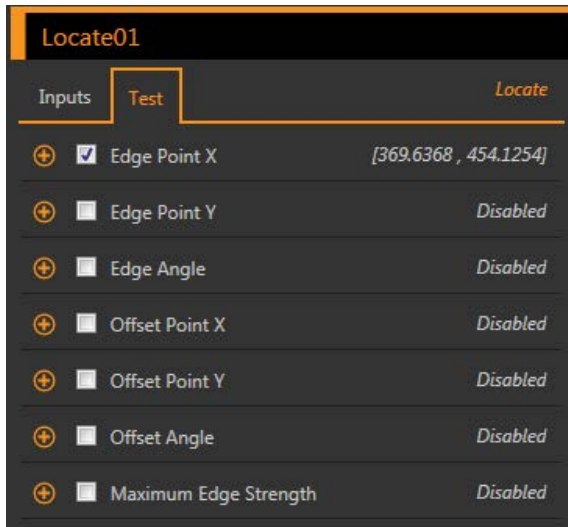 Locate01
Inputs Test Locate
Edge Point X [369.6368 , 454.1254]
Edge Point Y Disabled
Edge Angle Disabled
Offset Point X Disabled
Offset Point Y Disabled
Offset Angle Disabled
Maximum Edge Strength Disabled